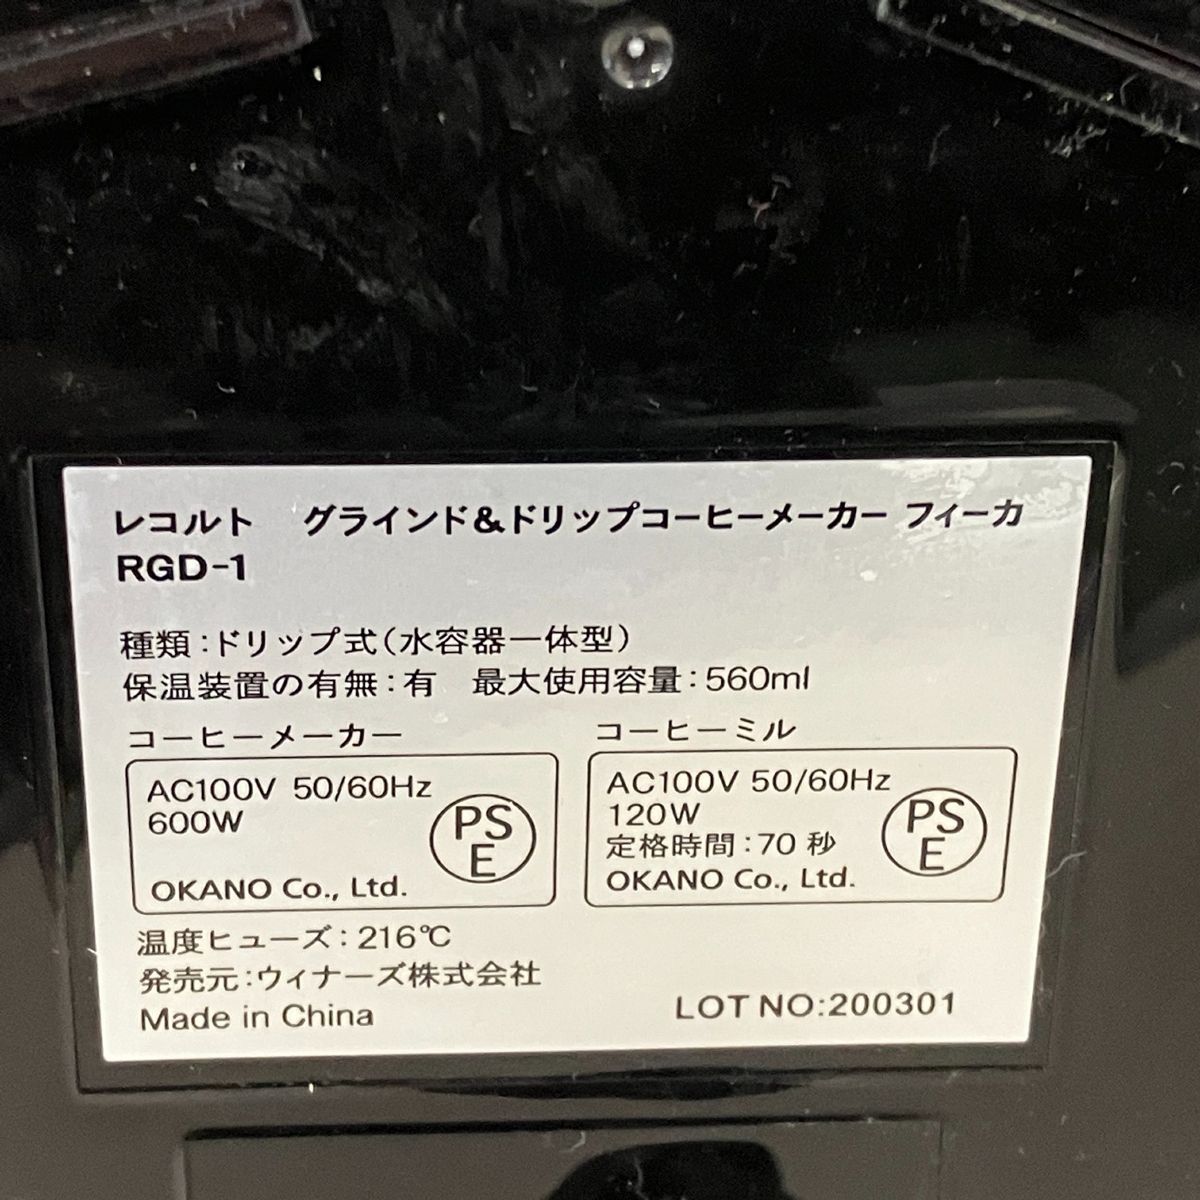 レコルト グラインド&ドリップコーヒーメーカー フィーカ
RGD-1
種類:ドリップ式(水容器一体型)
保温装置の有無:有 最大使用容量:560ml
コーヒーメーカー
AC100V 50/60Hz
600W
PS
E
OKANO Co., Ltd.
コーヒーミル
AC100V 50/60Hz
120W
定格時間:70 秒
PS
E
OKANO Co., Ltd.
温度ヒューズ:216℃
発売元:ウィナーズ株式会社
Made in China
LOT NO:200301